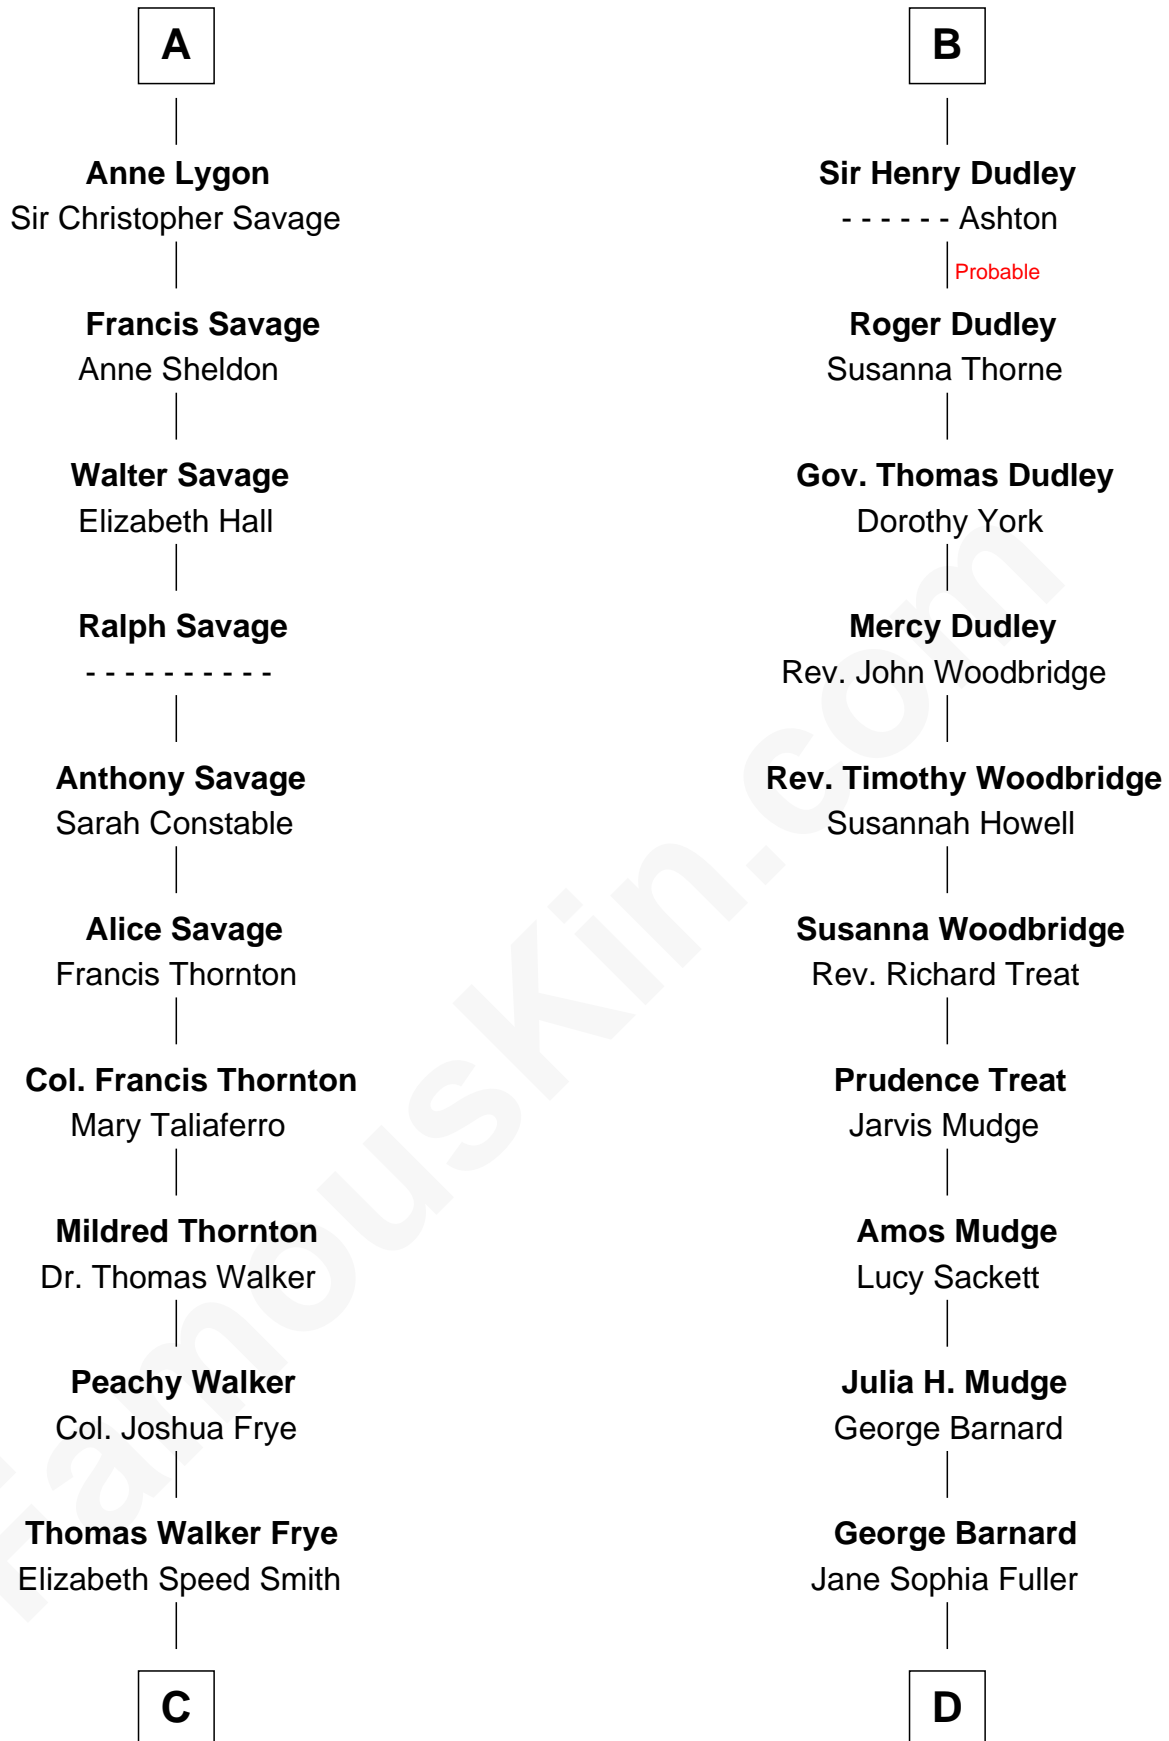 A
Anne Lygon
Sir Christopher Savage
Francis Savage
Anne Sheldon
Walter Savage
Elizabeth Hall
Ralph Savage
- - - - - - - - - -
Anthony Savage
Sarah Constable
Alice Savage
Francis Thornton
Col. Francis Thornton
Mary Taliaferro
Mildred Thornton
Dr. Thomas Walker
Peachy Walker
Col. Joshua Frye
Thomas Walker Frye
Elizabeth Speed Smith
C
B
Sir Henry Dudley
- - - - - - Ashton
Probable
Roger Dudley
Susanna Thorne
Gov. Thomas Dudley
Dorothy York
Mercy Dudley
Rev. John Woodbridge
Rev. Timothy Woodbridge
Susannah Howell
Susanna Woodbridge
Rev. Richard Treat
Prudence Treat
Jarvis Mudge
Amos Mudge
Lucy Sackett
Julia H. Mudge
George Barnard
George Barnard
Jane Sophia Fuller
D
FamousKin.com